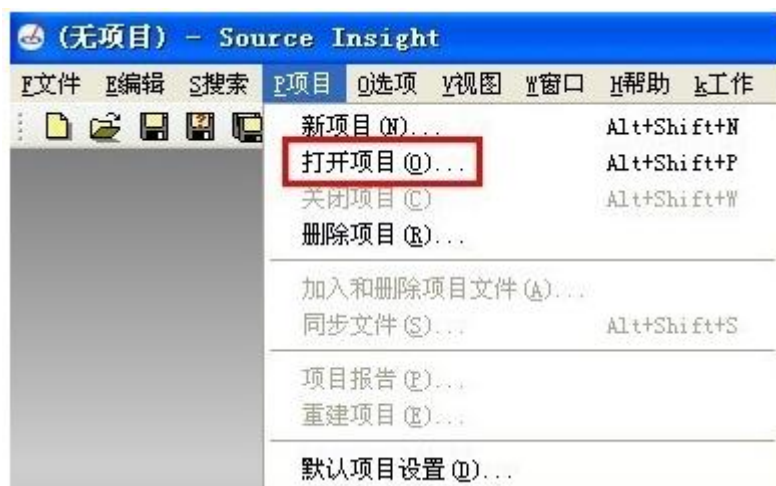 (无项目) - Source Insight
F文件 E编辑 S搜索 P项目 O选项 V视图 W窗口 H帮助 k工作
新项目(N)... Alt+Shift+N
打开项目(O)... Alt+Shift+P
关闭项目(C) Alt+Shift+W
删除项目(R)...
加入和删除项目文件(A)...
同步文件(S)... Alt+Shift+S
项目报告(P)...
重建项目(E)...
默认项目设置(D)...